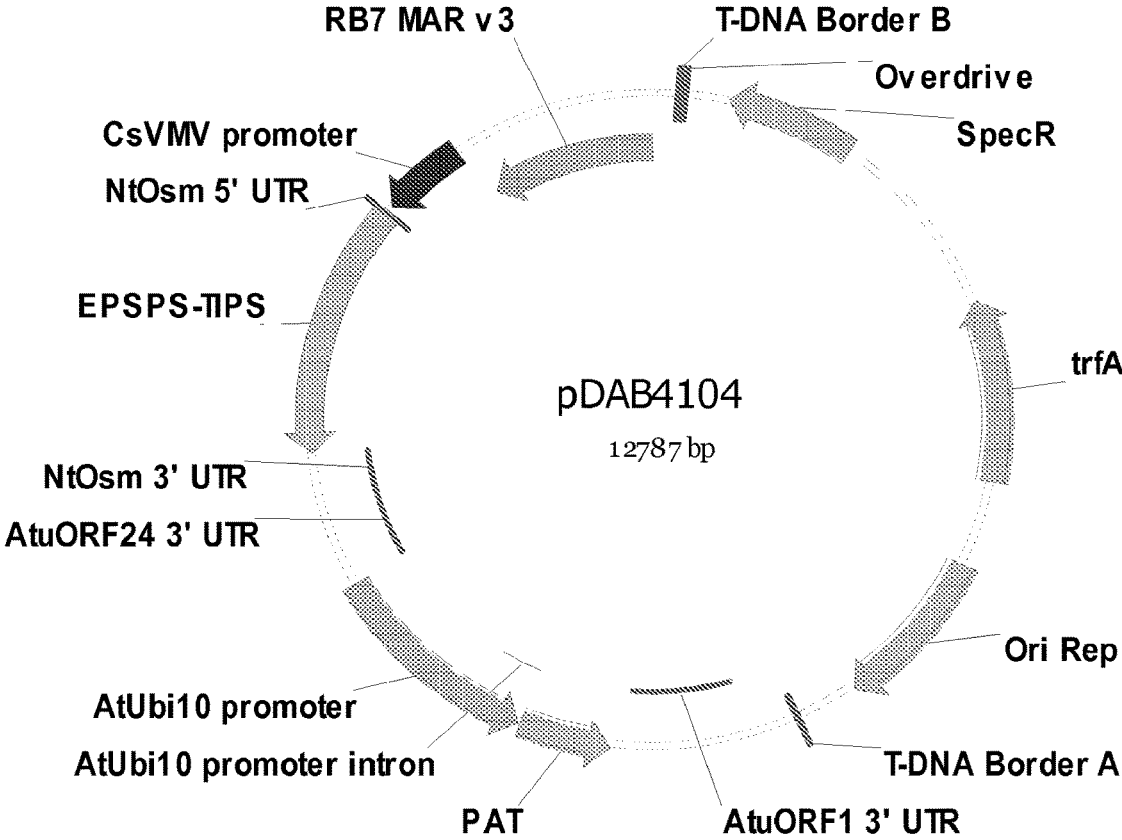 RB7 MAR v3
T-DNA Border B
Overdrive
SpecR
CsVMV promoter
NtOsm 5' UTR
EPSPS-TIPS
trfA
pDAB4104
12787 bp
NtOsm 3' UTR
AtuORF24 3' UTR
Ori Rep
AtUbi10 promoter
AtUbi10 promoter intron
T-DNA Border A
PAT
AtuORF1 3' UTR